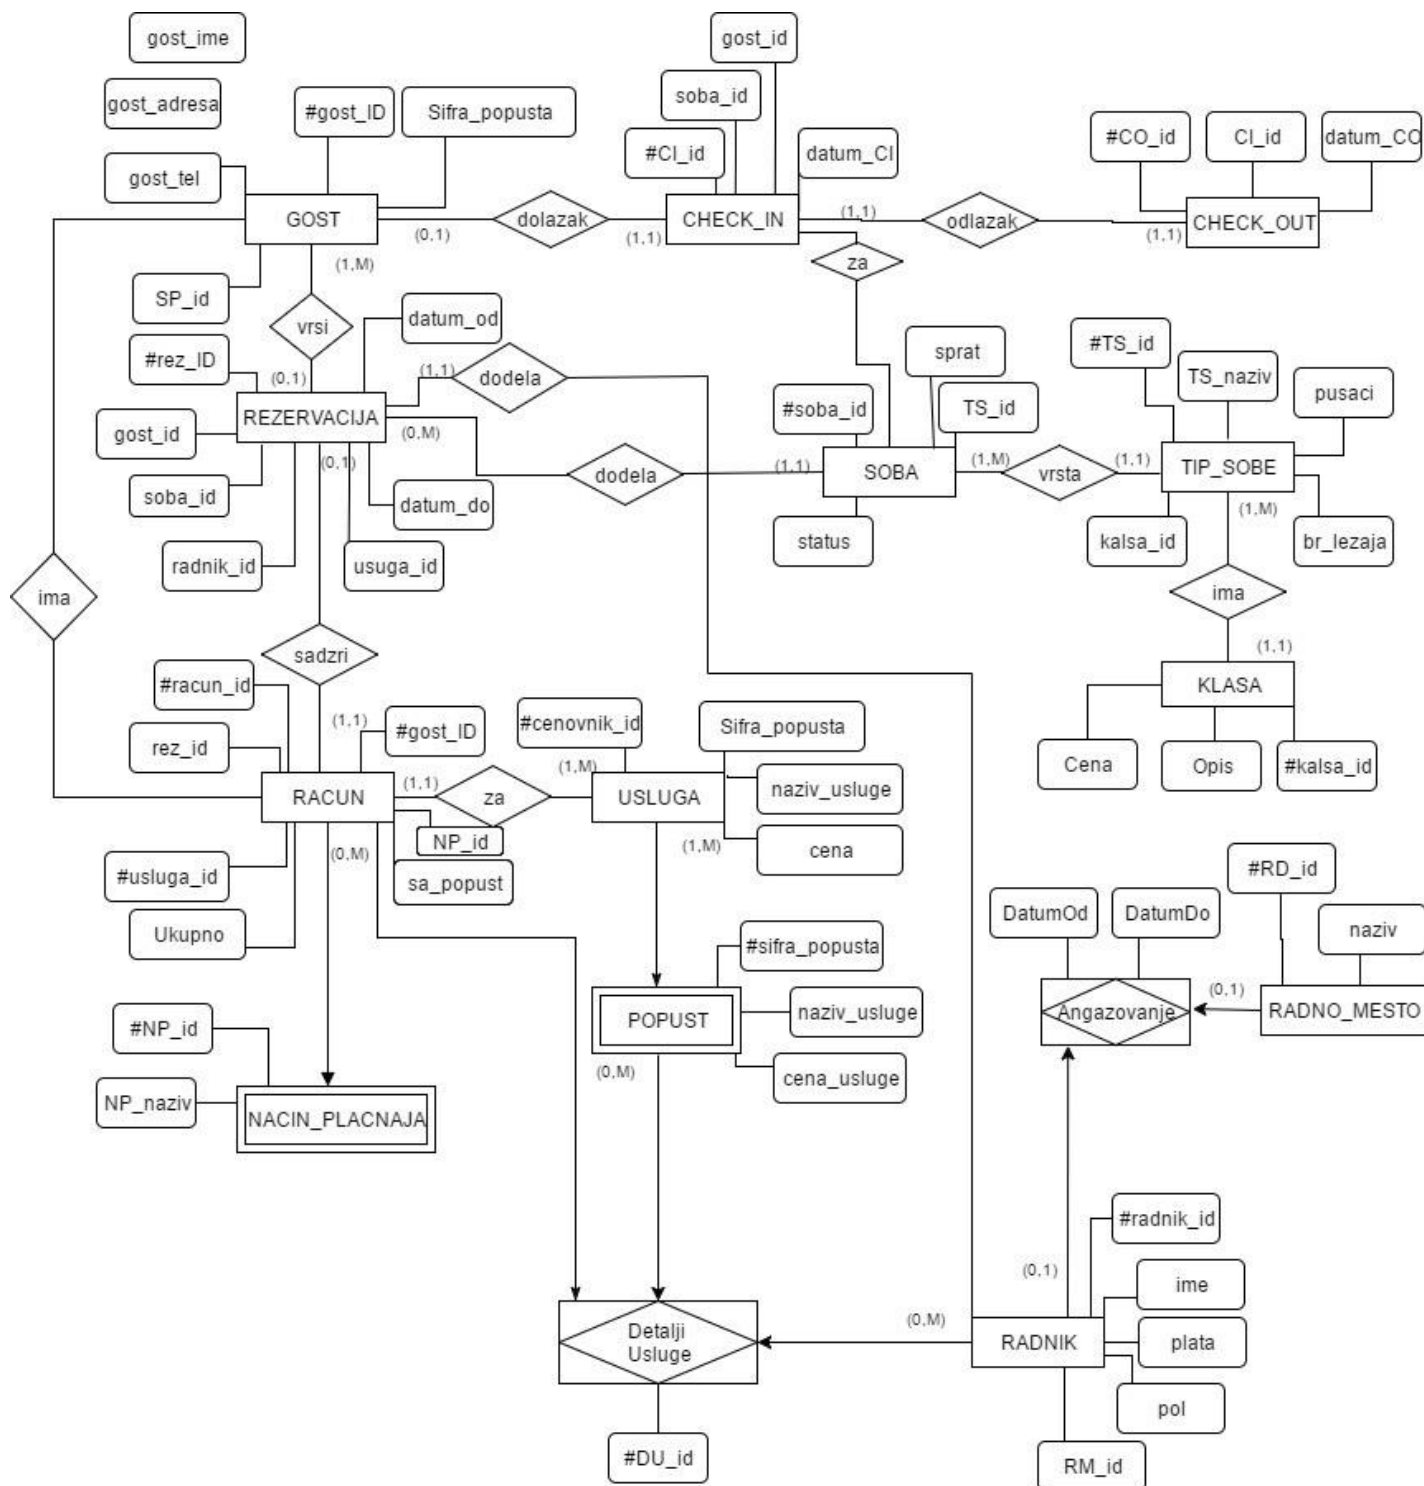 gost_ime
gost_id
gost_adresa
#gost_ID
Sifra_popusta
soba_id
#CI_id
datum_CI
#CO_id
CI_id
datum_CO
gost_tel
GOST
dolazak
CHECK_IN
odlazak
CHECK_OUT
(0,1)
(1,1)
(1,1)
(1,1)
(1,M)
za
SP_id
vrsi
datum_od
#rez_ID
(0,1)
(1,1)
dodela
sprat
#TS_id
TS_naziv
pusaci
REZERVACIJA
#soba_id
TS_id
gost_id
(0,M)
(0,1)
dodela
(1,1)
SOBA
(1,M)
vrsta
(1,1)
TIP_SOBE
soba_id
datum_do
(1,M)
radnik_id
usuga_id
status
kalsa_id
br_lezaja
ima
ima
sadzri
(1,1)
#racun_id
KLASA
rez_id
(1,1)
#gost_ID
#cenovnik_id
Sifra_popusta
Cena
Opis
#kalsa_id
RACUN
(1,1)
za
(1,M)
USLUGA
naziv_usluge
NP_id
(0,M)
(1,M)
cena
#usluga_id
sa_popust
#RD_id
Ukupno
DatumOd
DatumDo
naziv
#sifra_popusta
POPUST
naziv_usluge
Angazovanje
(0,1)
RADNO_MESTO
#NP_id
(0,M)
cena_usluge
NP_naziv
NACIN_PLACNAJA
#radnik_id
(0,1)
ime
Detalji
Usluge
(0,M)
RADNIK
plata
pol
#DU_id
RM_id